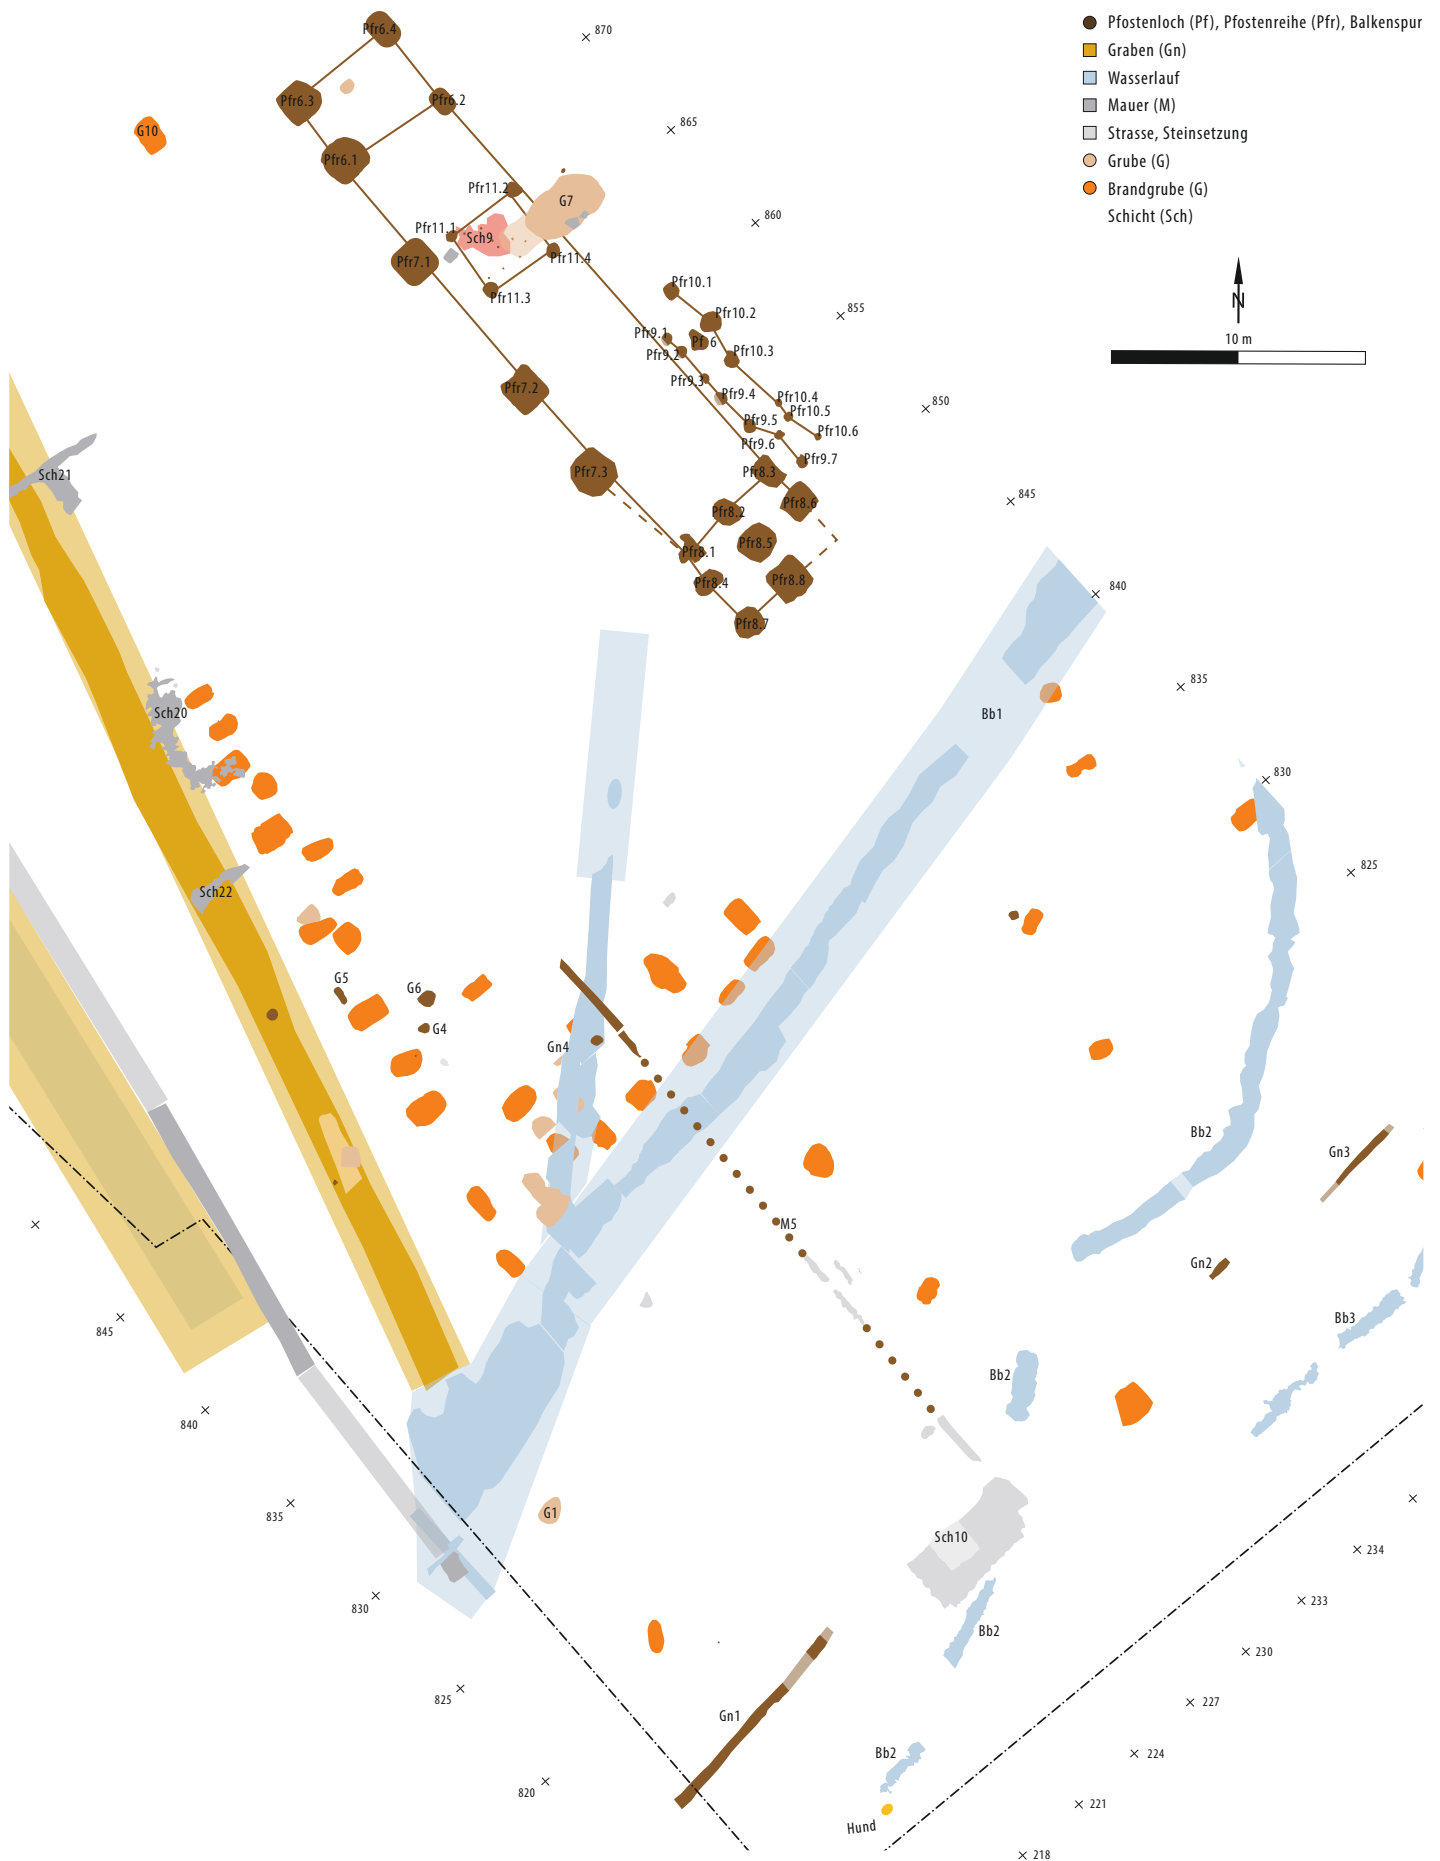 Pfostenloch (Pf), Pfostenreihe (Pfr), Balkenspur
Graben (Gn)
Wasserlauf
Mauer (M)
Strasse, Steinsetzung
Grube (G)
Brandgrube (G)
Schicht (Sch)
N
10 m
Pfr6.4
870
Pfr6.3
Pfr6.2
G10
865
Pfr6.1
Pfr11.2
G7
860
Pfr11.1
Sch9
Pfr7.1
Pfr11.4
Pfr10.1
Pfr11.3
855
Pfr10.2
Pfr9.1
Pf 6
Pfr9.2
Pfr10.3
Pfr9.3
Pfr7.2
Pfr9.4
Pfr10.4
850
Pfr10.5
Pfr9.5
Pfr10.6
Pfr9.6
Pfr9.7
Pfr7.3
Pfr8.3
Sch21
845
Pfr8.6
Pfr8.2
Pfr8.5
Pfr8.1
Pfr8.4
Pfr8.8
840
Pfr8.7
835
Sch20
Bb1
830
825
Sch22
G5
G6
G4
Gn4
Bb2
Gn3
M5
Gn2
Bb3
845
Bb2
840
G1
835
Sch10
234
830
233
Bb2
230
825
227
Gn1
Bb2
224
820
221
Hund
218